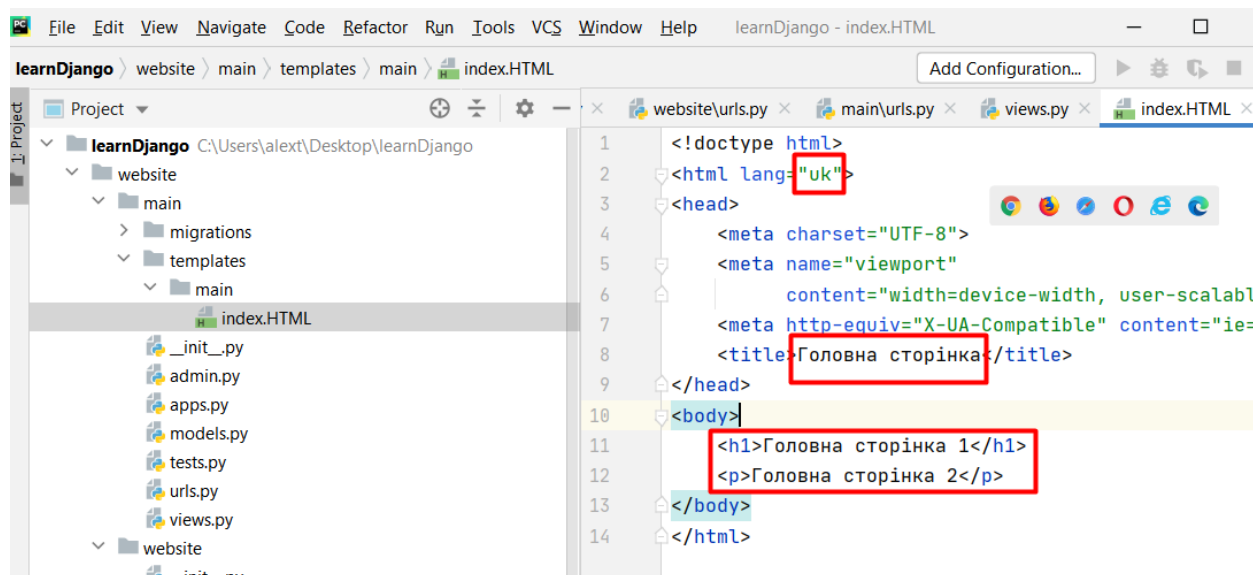 File Edit View Navigate Code Refactor Run Tools VCS Window Help learnDjango - index.HTML
learnDjango website main templates main index.HTML Add Configuration...
1: Project
Project
learnDjango C:\Users\alext\Desktop\learnDjango
website
main
migrations
templates
main
index.HTML
__init__.py
admin.py
apps.py
models.py
tests.py
urls.py
views.py
website
website\urls.py main\urls.py views.py index.HTML
1 <!doctype html>
2 <html lang="uk">
3 <head>
4 <meta charset="UTF-8">
5 <meta name="viewport"
6 content="width=device-width, user-scalabl
7 <meta http-equiv="X-UA-Compatible" content="ie=
8 <title>Головна сторінка</title>
9 </head>
10 <body>
11 <h1>Головна сторінка 1</h1>
12 <p>Головна сторінка 2</p>
13 </body>
14 </html>